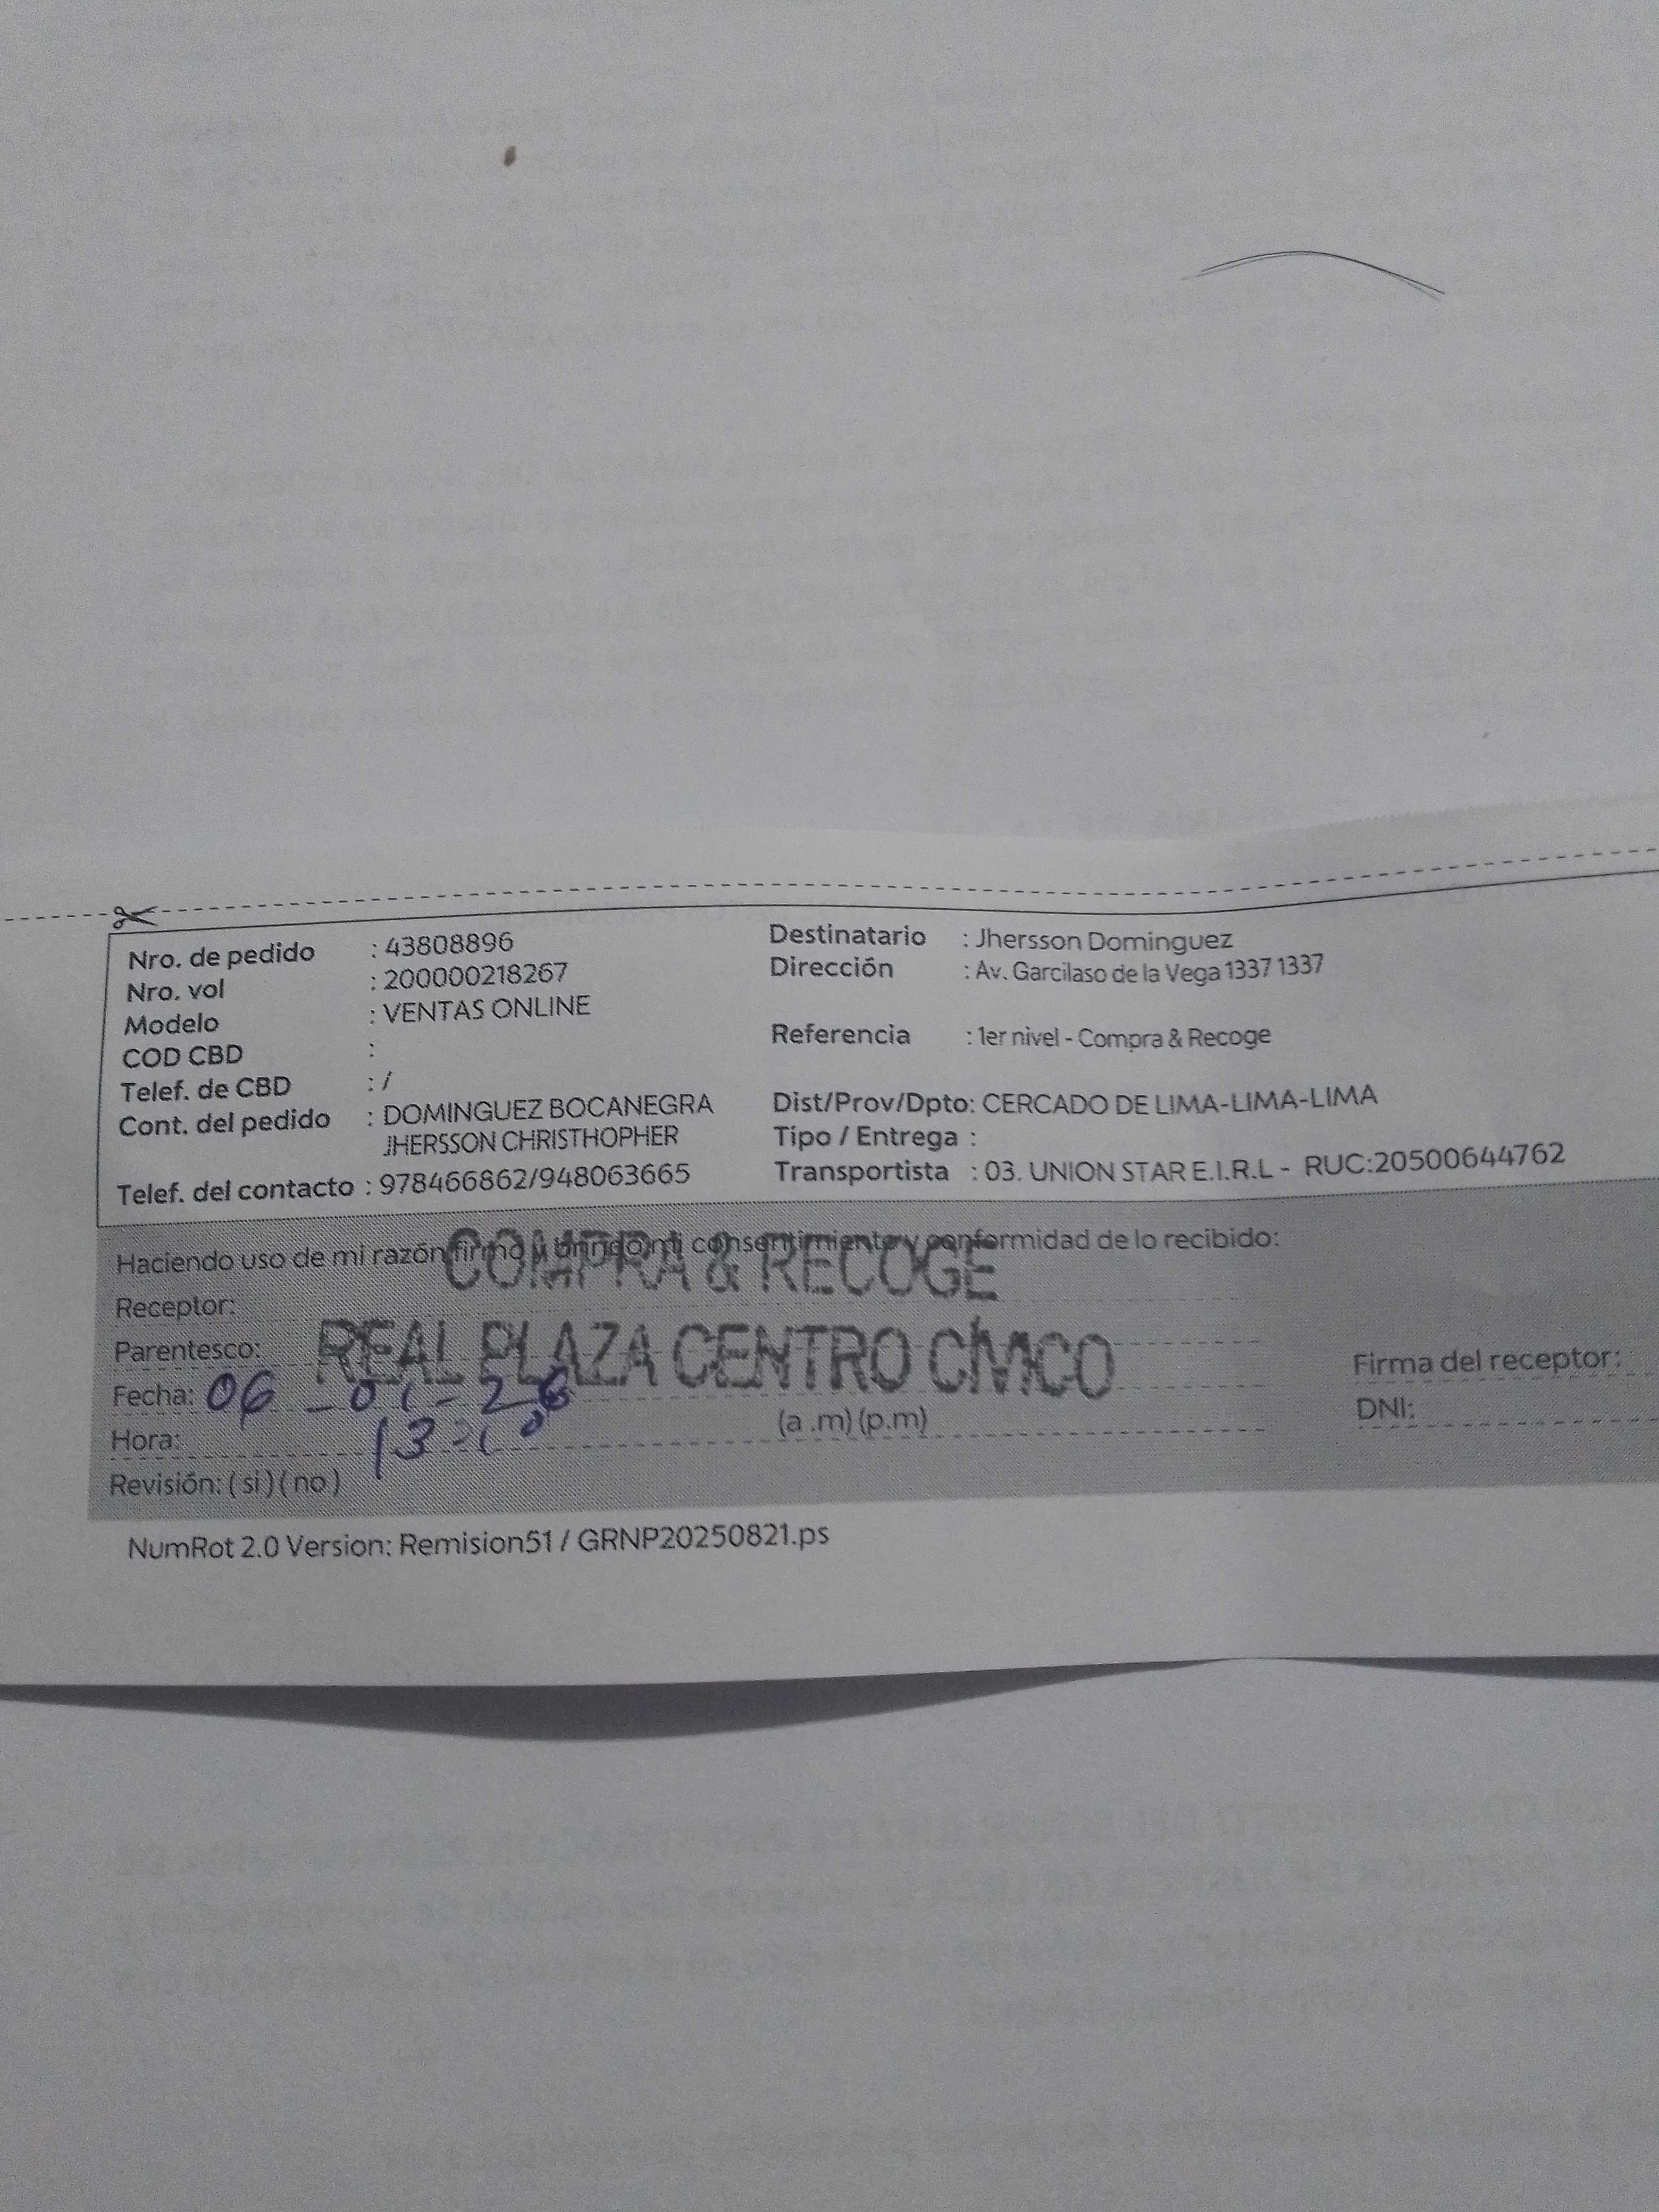 Nro. de pedido : 43808896
Nro. vol : 200000218267
Modelo : VENTAS ONLINE
COD CBD :
Telef. de CBD : /
Cont. del pedido : DOMINGUEZ BOCANEGRA
JHERSSON CHRISTHOPHER
Telef. del contacto : 978466862/948063665
Destinatario : Jhersson Dominguez
Dirección : Av. Garcilaso de la Vega 1337 1337
Referencia : 1er nivel - Compra & Recoge
Dist/Prov/Dpto: CERCADO DE LIMA-LIMA-LIMA
Tipo / Entrega :
Transportista : 03. UNION STAR E.I.R.L - RUC:20500644762
Haciendo uso de mi razón firmo y brindo mi consentimiento y conformidad de lo recibido:
COMPRA & RECOGE
Receptor:
REAL PLAZA CENTRO CÍVICO
Parentesco:
Firma del receptor:
Fecha: 06 - 01 - 26
DNI:
Hora: 13 (a .m) (p.m)
Revisión: ( si ) ( no )
NumRot 2.0 Version: Remision51 / GRNP20250821.ps